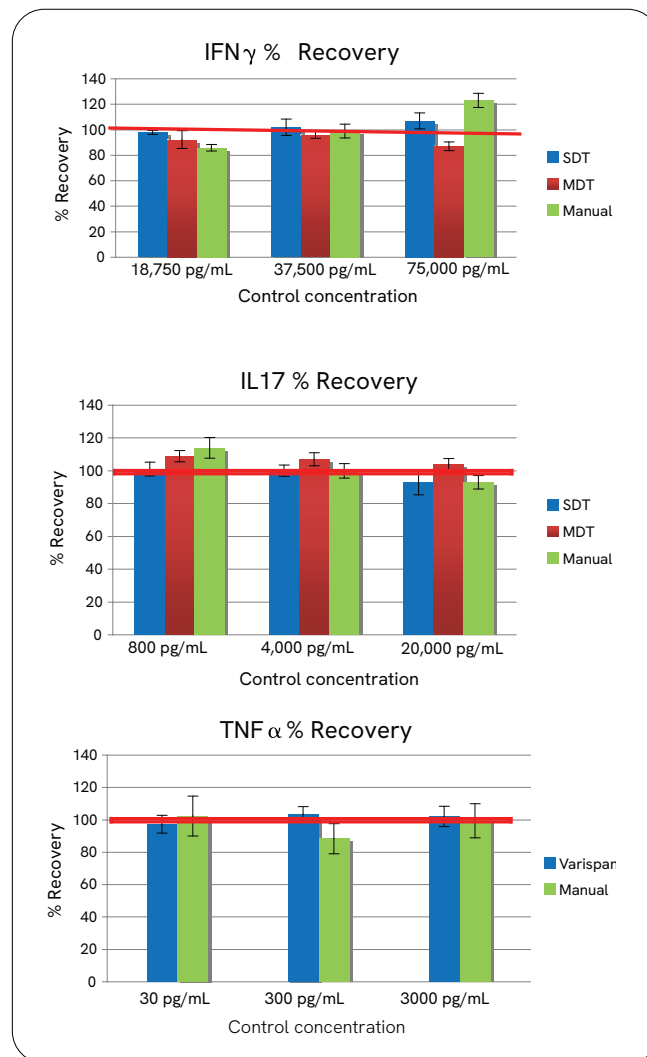 IFN γ % Recovery
140
120
100
80
60
40
20
0
% Recovery
18,750 pg/mL 37,500 pg/mL 75,000 pg/mL
Control concentration
SDT
MDT
Manual
IL17 % Recovery
140
120
100
80
60
40
20
0
% Recovery
800 pg/mL 4,000 pg/mL 20,000 pg/mL
Control concentration
SDT
MDT
Manual
TNF α % Recovery
140
120
100
80
60
40
20
0
% Recovery
30 pg/mL 300 pg/mL 3000 pg/mL
Control concentration
Varispan
Manual